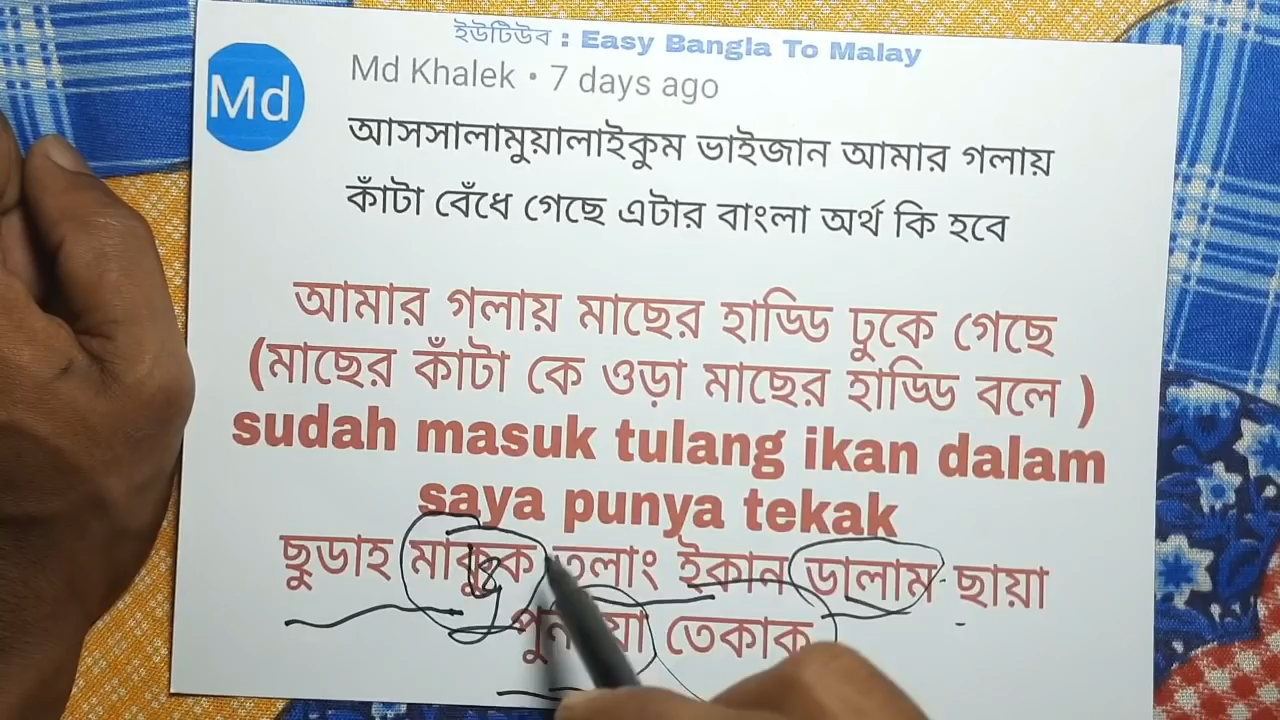 ইউটিউব : Easy Bangla To Malay
Md
Md Khalek • 7 days ago
আসসালামুয়ালাইকুম ভাইজান আমার গলায়
কাঁটা বেঁধে গেছে এটার বাংলা অর্থ কি হবে
আমার গলায় মাছের হাড্ডি ঢুকে গেছে
(মাছের কাঁটা কে ওড়া মাছের হাড্ডি বলে )
sudah masuk tulang ikan dalam
saya punya tekak
ছুডাহ তলাং ইকান ডালাম ছায়া
তেকাক